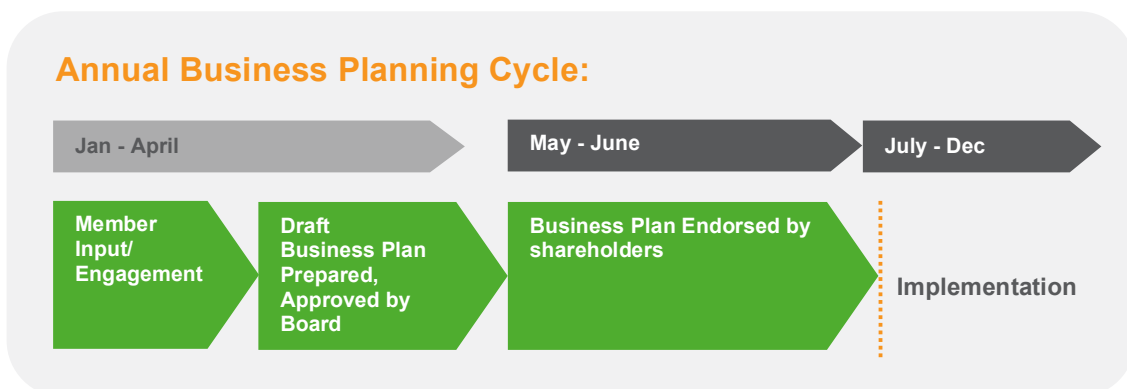 Annual Business Planning Cycle:
Jan - April
May - June
July - Dec
Member
Input/
Engagement
Draft
Business Plan
Prepared,
Approved by
Board
Business Plan Endorsed by
shareholders
Implementation